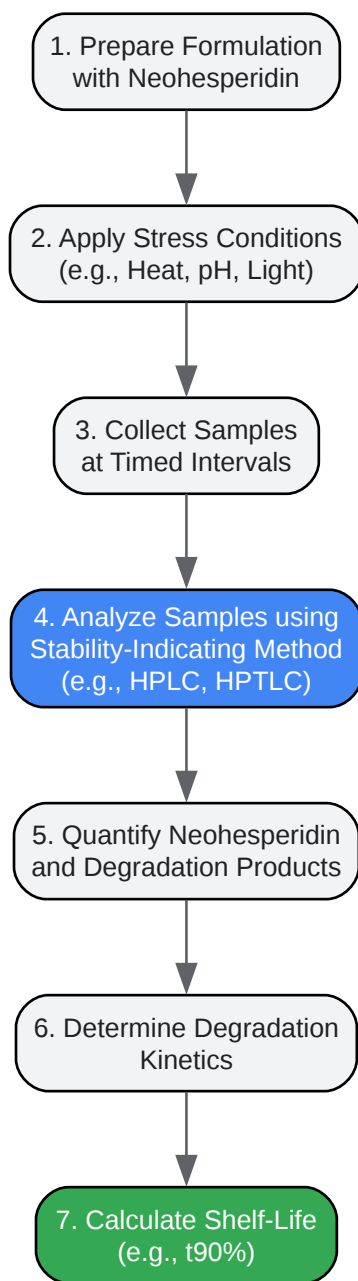 1. Prepare Formulation
with Neohesperidin
2. Apply Stress Conditions
(e.g., Heat, pH, Light)
3. Collect Samples
at Timed Intervals
4. Analyze Samples using
Stability-Indicating Method
(e.g., HPLC, HPTLC)
5. Quantify Neohesperidin
and Degradation Products
6. Determine Degradation
Kinetics
7. Calculate Shelf-Life
(e.g., t90%)